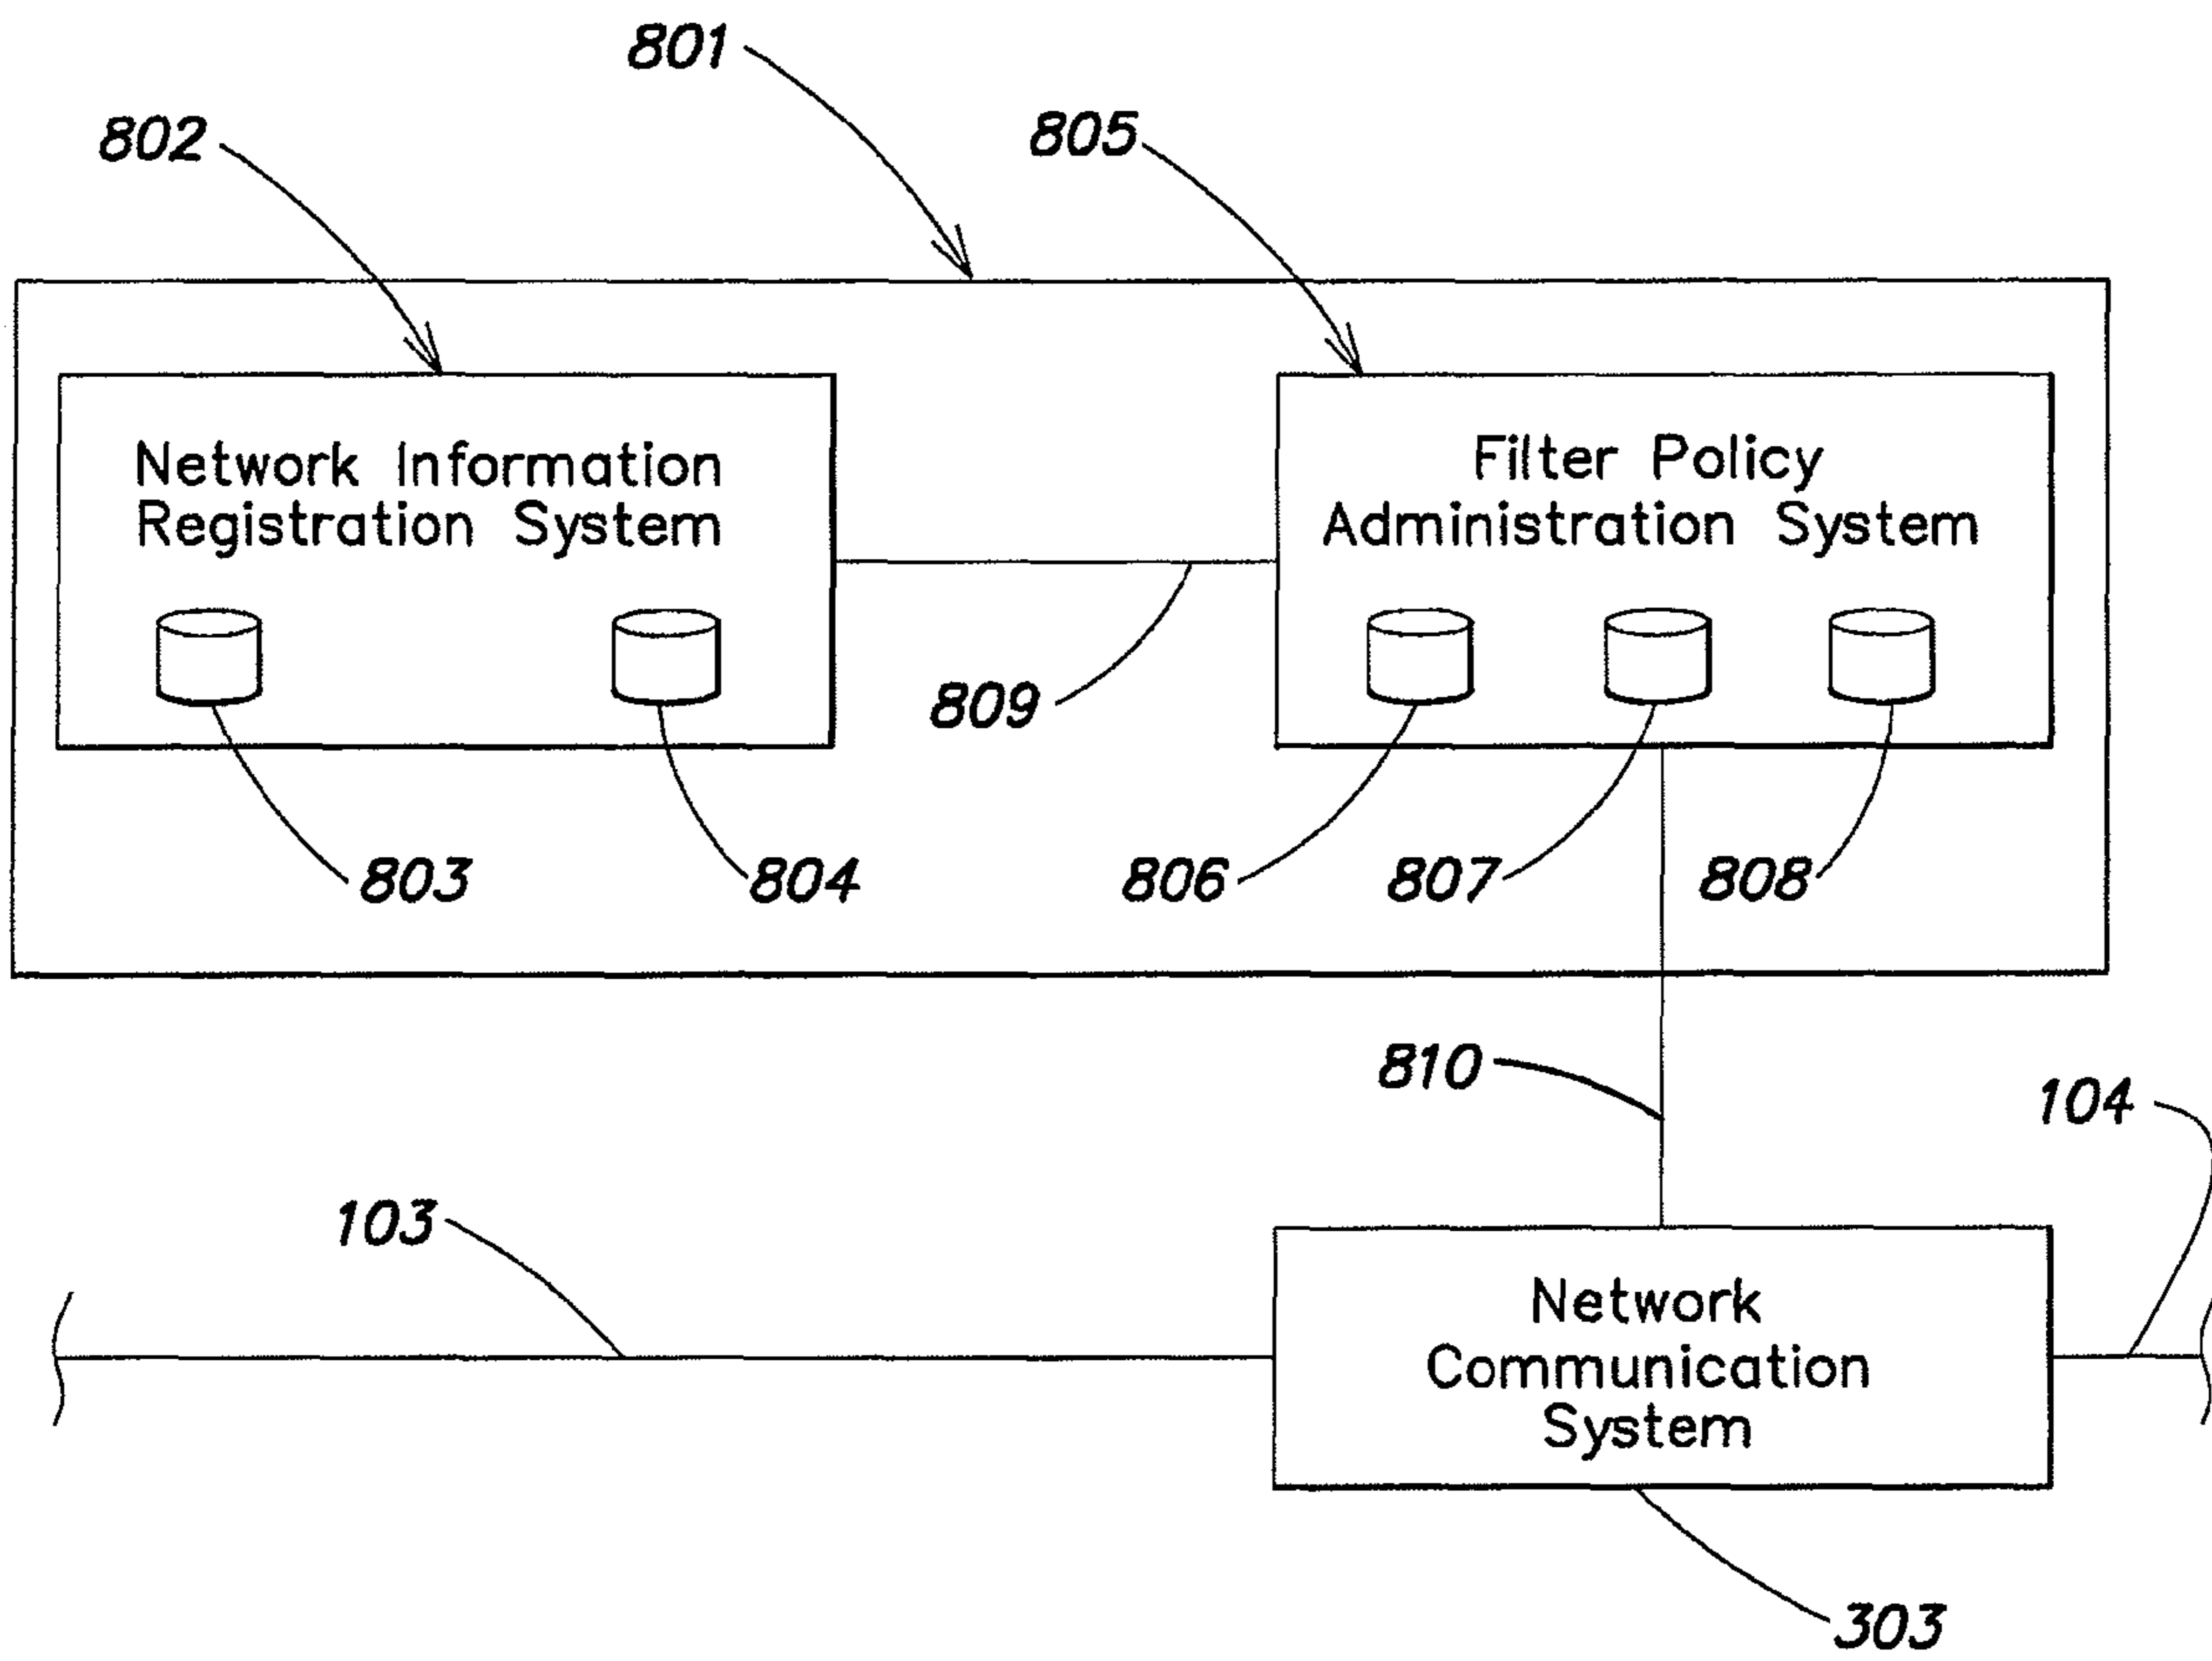 801
802
805
Network Information
Registration System
Filter Policy
Administration System
809
803
804
806
807
808
810
104
103
Network
Communication
System
303